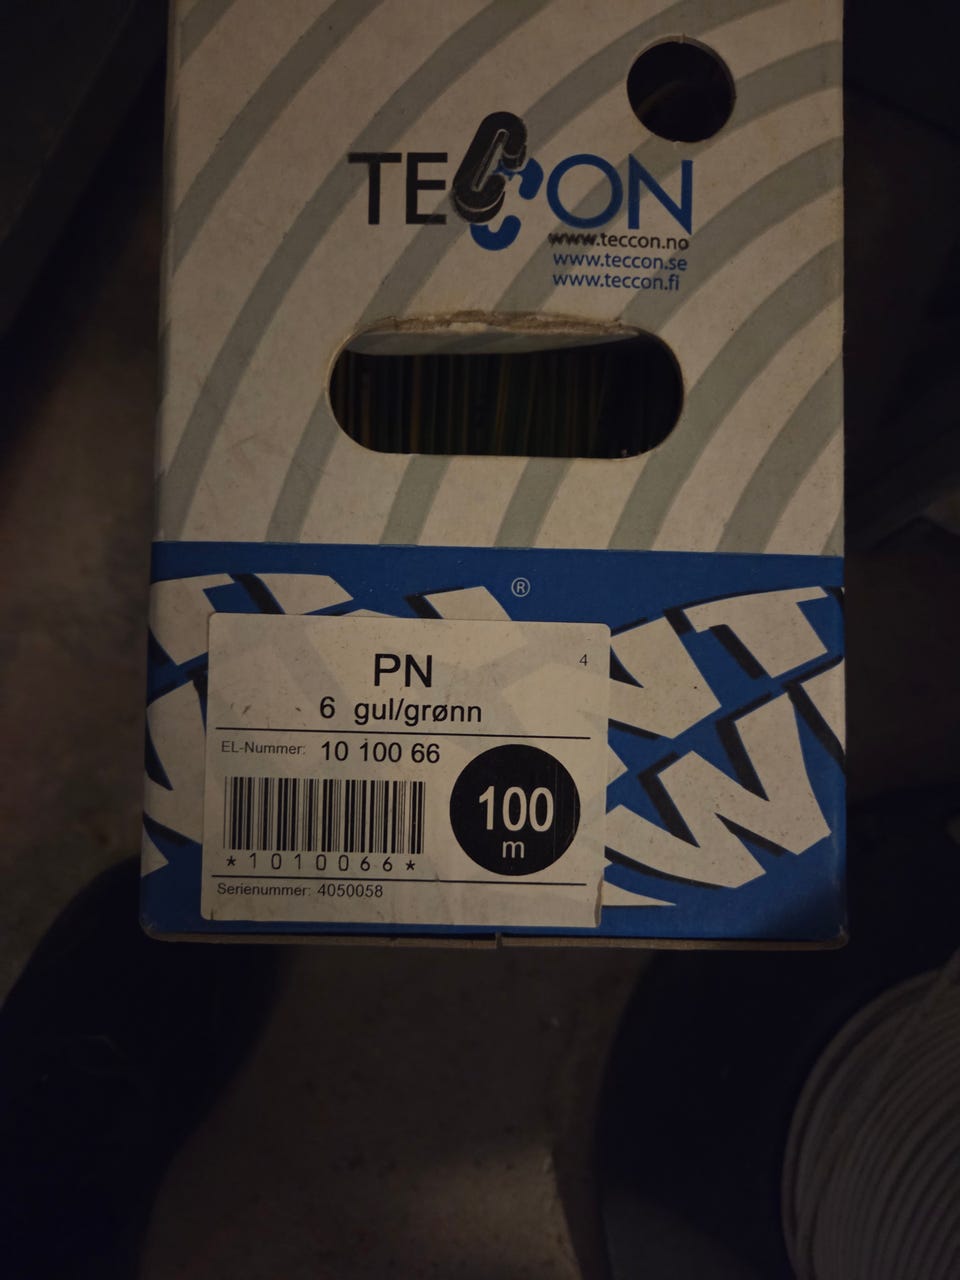 TECCON
www.teccon.no
www.teccon.se
www.teccon.fi
®
PN
4
6 gul/grønn
EL-Nummer: 10 100 66
100
m
*1010066*
Serienummer: 4050058